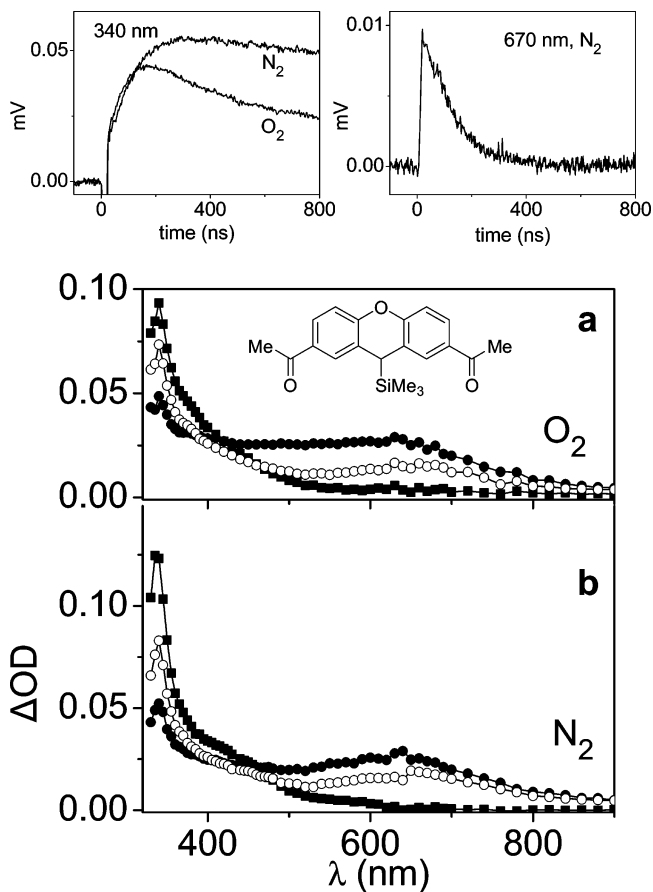 340 nm
N2
O2
0.05
0.00
mV
0 400 800
time (ns)
670 nm, N2
0.01
0.00
mV
0 200 400 600 800
time (ns)
a
O
Me
Me
O
O
SiMe3
O2
0.10
0.05
0.00
b
N2
0.10
0.05
0.00
ΔOD
400 600 800
λ (nm)